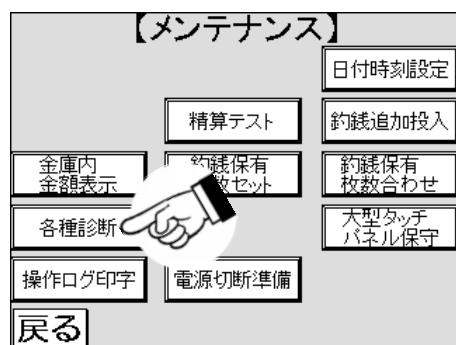 【メンテナンス】
日付時刻設定
精算テスト
釣銭追加投入
金庫内
金額表示
釣銭保有
数セット
釣銭保有
枚数合わせ
各種診断
大型タッチ
パネル保守
操作ログ印字
電源切断準備
戻る